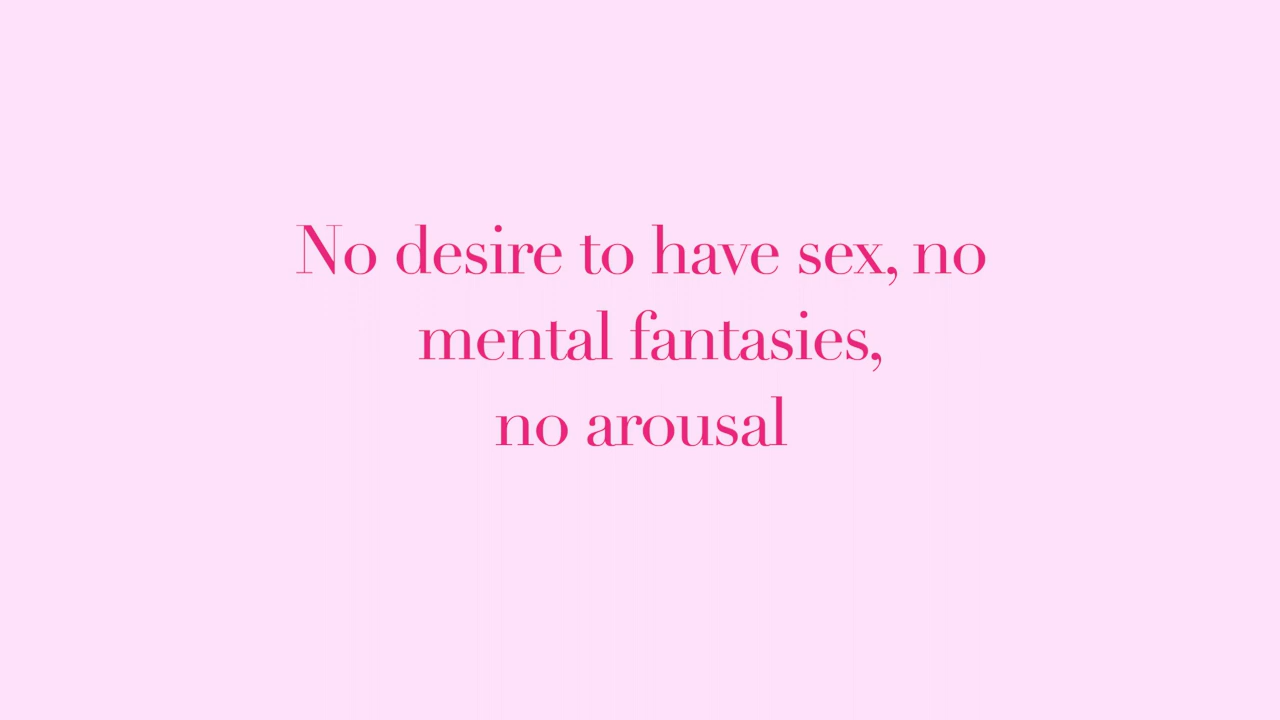 No desire to have sex, no
mental fantasies,
no arousal